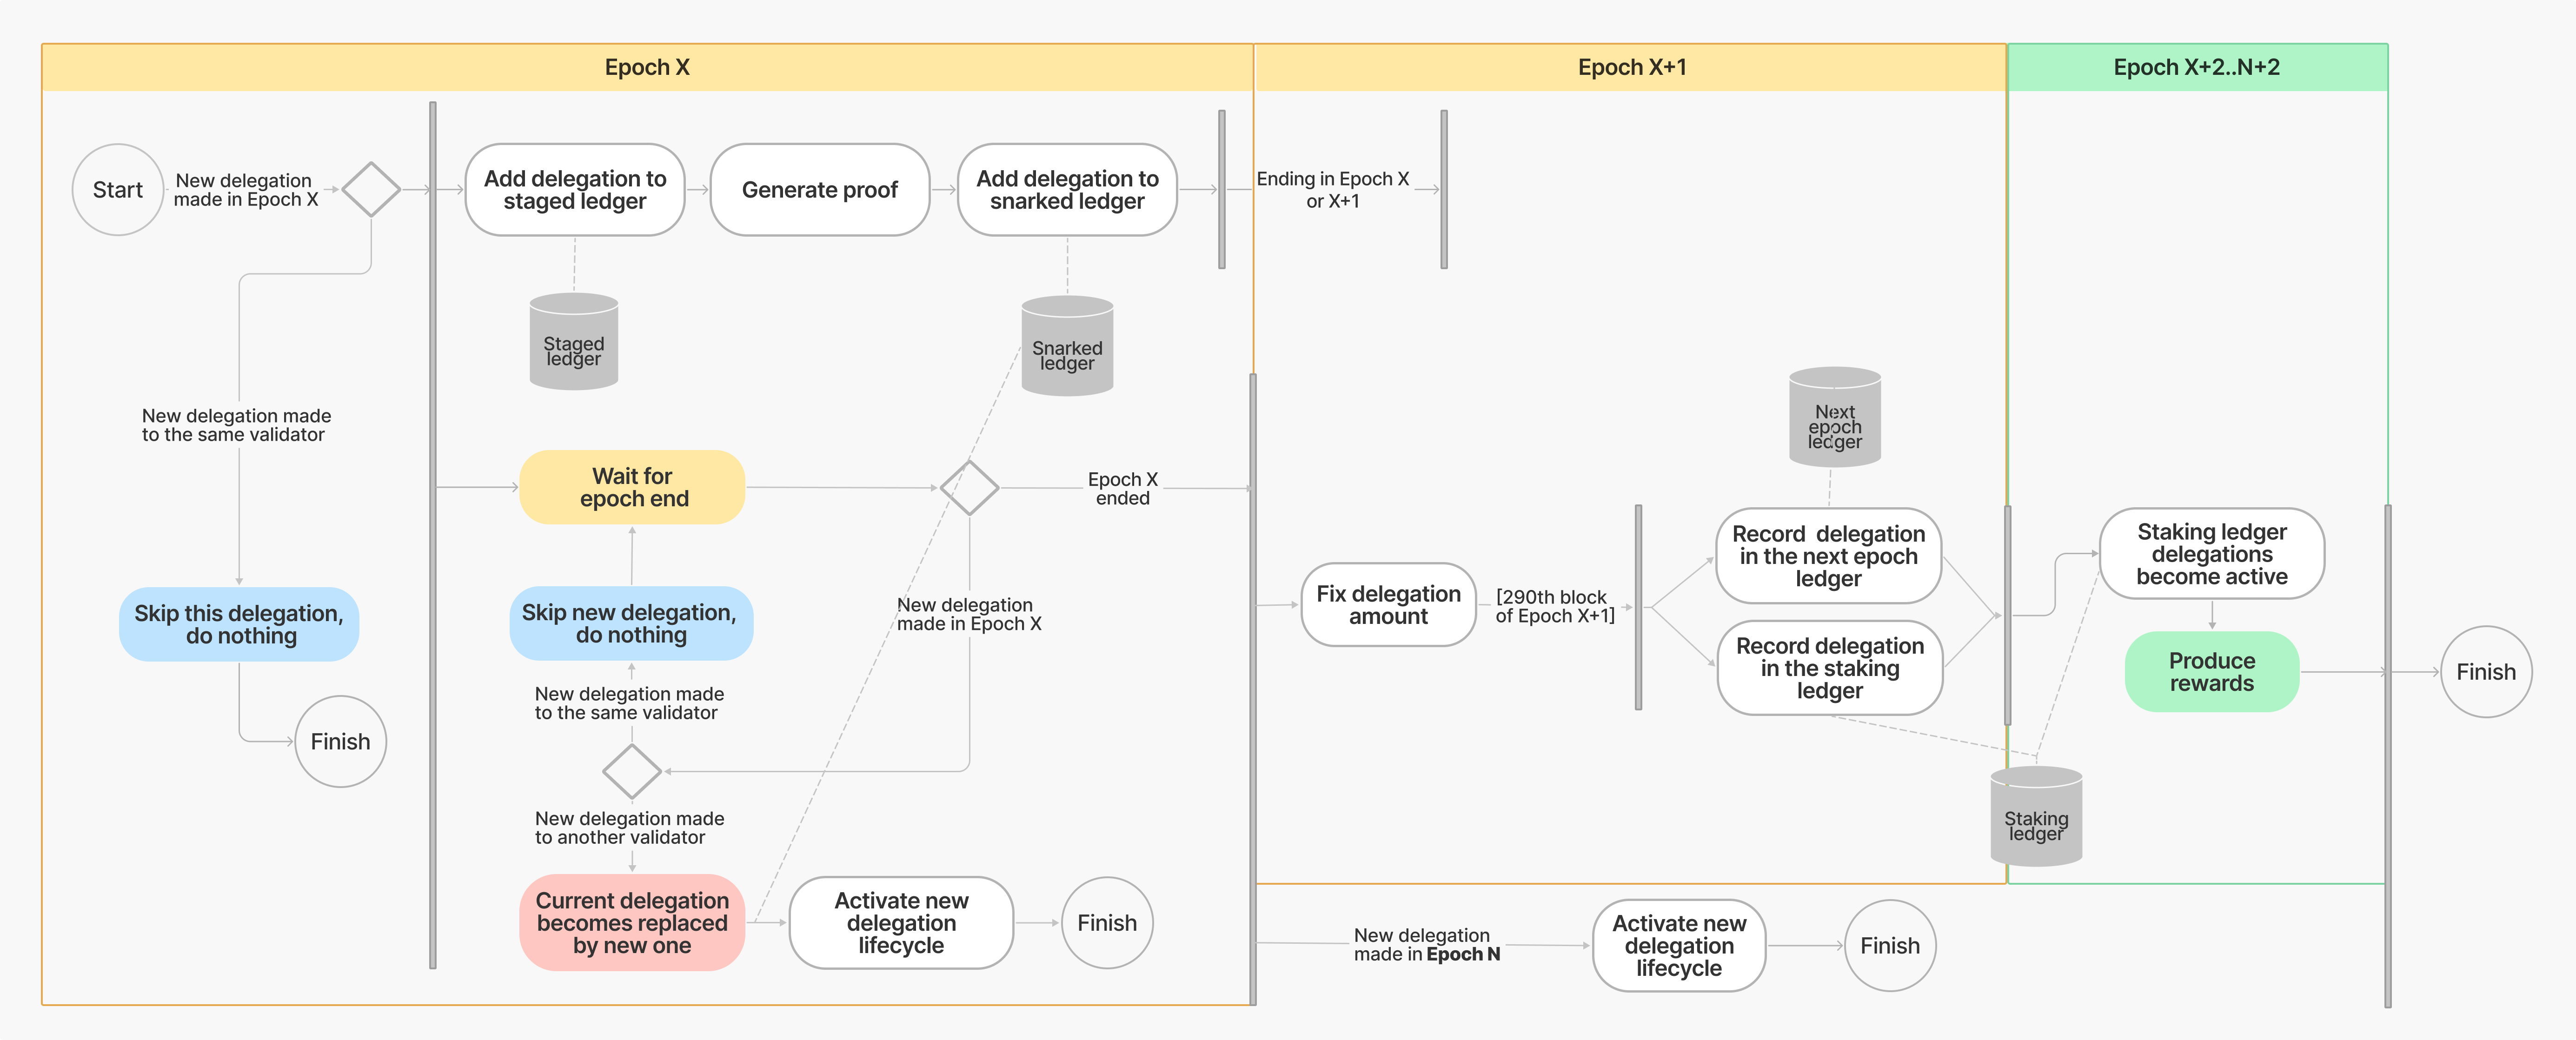 Epoch X
Epoch X+1
Epoch X+2..N+2
Start
New delegation
made in Epoch X
Add delegation to
staged ledger
Generate proof
Add delegation to
snarked ledger
Ending in Epoch X
or X+1
Staged
ledger
Snarked
ledger
New delegation made
to the same validator
Wait for
epoch end
Epoch X
ended
Next
epoch
ledger
Skip this delegation,
do nothing
Finish
Skip new delegation,
do nothing
New delegation
made in Epoch X
New delegation made
to the same validator
New delegation made
to another validator
Current delegation
becomes replaced
by new one
Activate new
delegation
lifecycle
Finish
Fix delegation
amount
[290th block
of Epoch X+1]
Record delegation
in the next epoch
ledger
Record delegation
in the staking
ledger
Staking ledger
delegations
become active
Produce
rewards
Finish
Staking
ledger
New delegation
made in Epoch N
Activate new
delegation
lifecycle
Finish